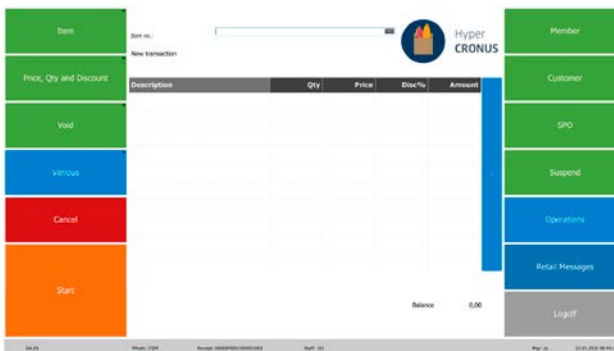 Item
Price, Qty and Discount
Void
Various
Cancel
Start
Item no.:
New transaction
Hyper
CRONUS
Description Qty Price Disc% Amount
Balance 0,00
Member
Customer
SPO
Suspend
Operations
Retail Messages
Logoff
SALES